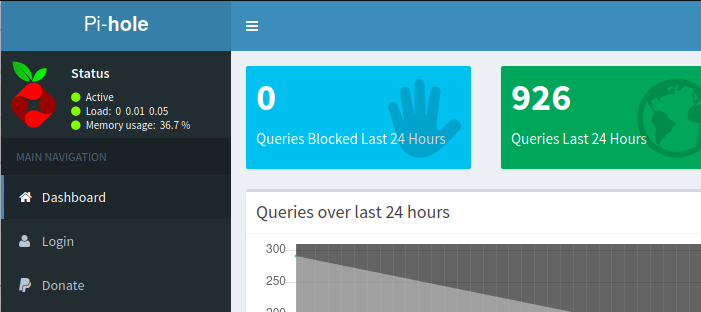 Pi-hole
Status
Active
Load: 0 0.01 0.05
Memory usage: 36.7 %
MAIN NAVIGATION
Dashboard
Login
Donate
0
Queries Blocked Last 24 Hours
926
Queries Last 24 Hours
Queries over last 24 hours
300
250
200